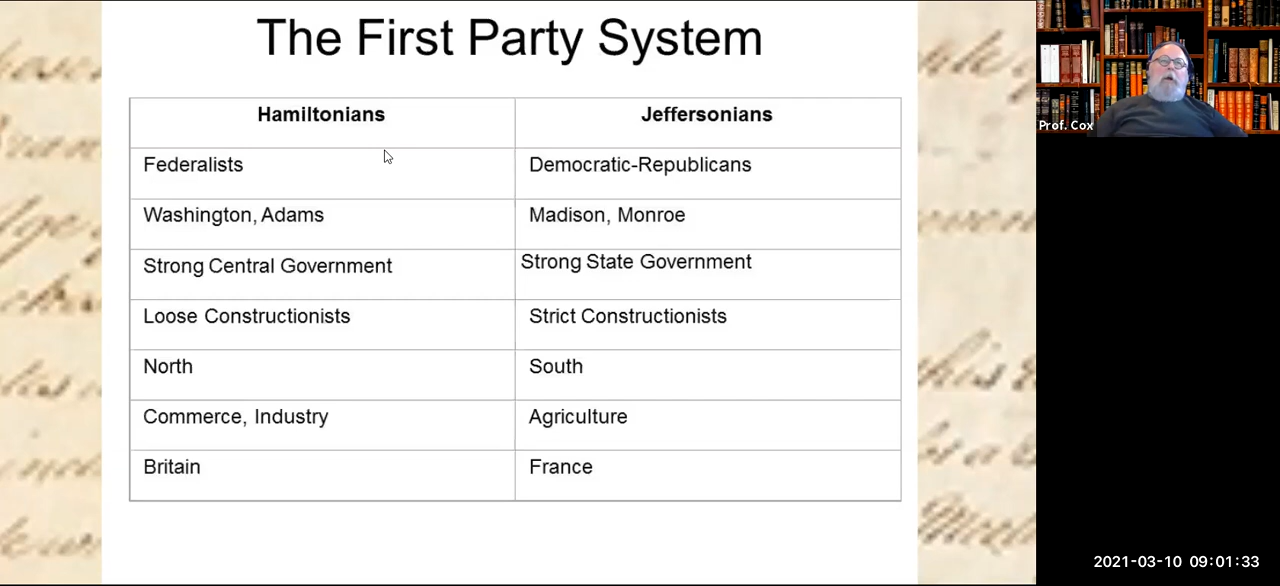 The First Party System
Hamiltonians Jeffersonians
Federalists Democratic-Republicans
Washington, Adams Madison, Monroe
Strong Central Government Strong State Government
Loose Constructionists Strict Constructionists
North South
Commerce, Industry Agriculture
Britain France
Prof. Cox
2021-03-10 09:01:33